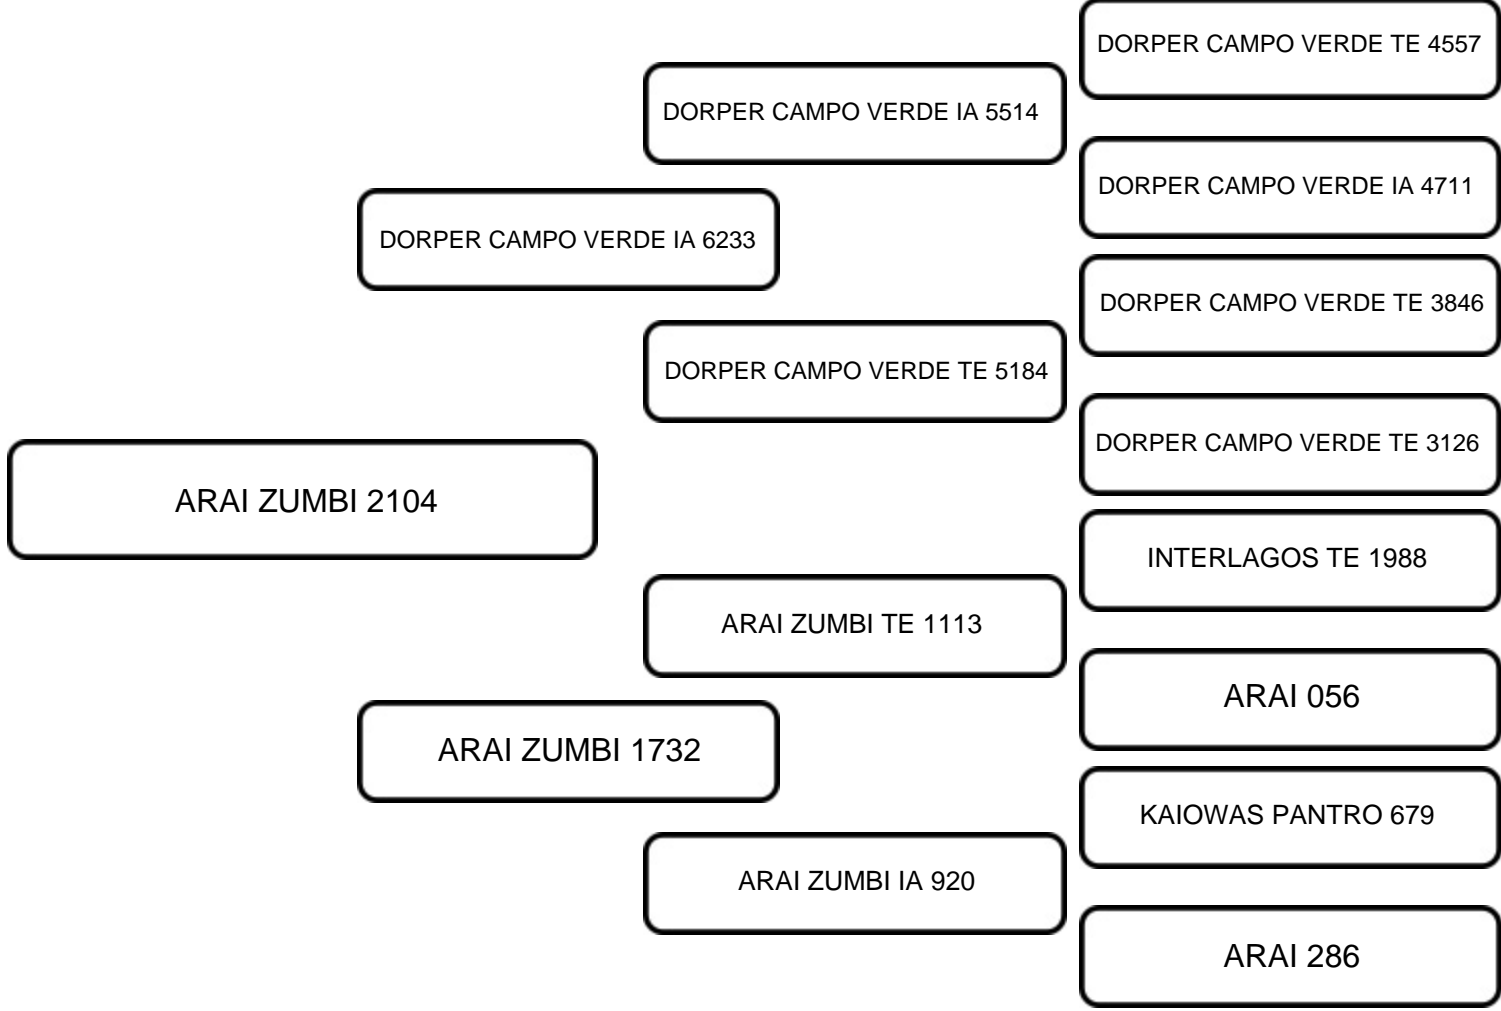 DORPER CAMPO VERDE TE 4557
DORPER CAMPO VERDE IA 5514
DORPER CAMPO VERDE IA 4711
DORPER CAMPO VERDE IA 6233
DORPER CAMPO VERDE TE 3846
DORPER CAMPO VERDE TE 5184
DORPER CAMPO VERDE TE 3126
ARAI ZUMBI 2104
INTERLAGOS TE 1988
ARAI ZUMBI TE 1113
ARAI 056
ARAI ZUMBI 1732
KAIOWAS PANTRO 679
ARAI ZUMBI IA 920
ARAI 286